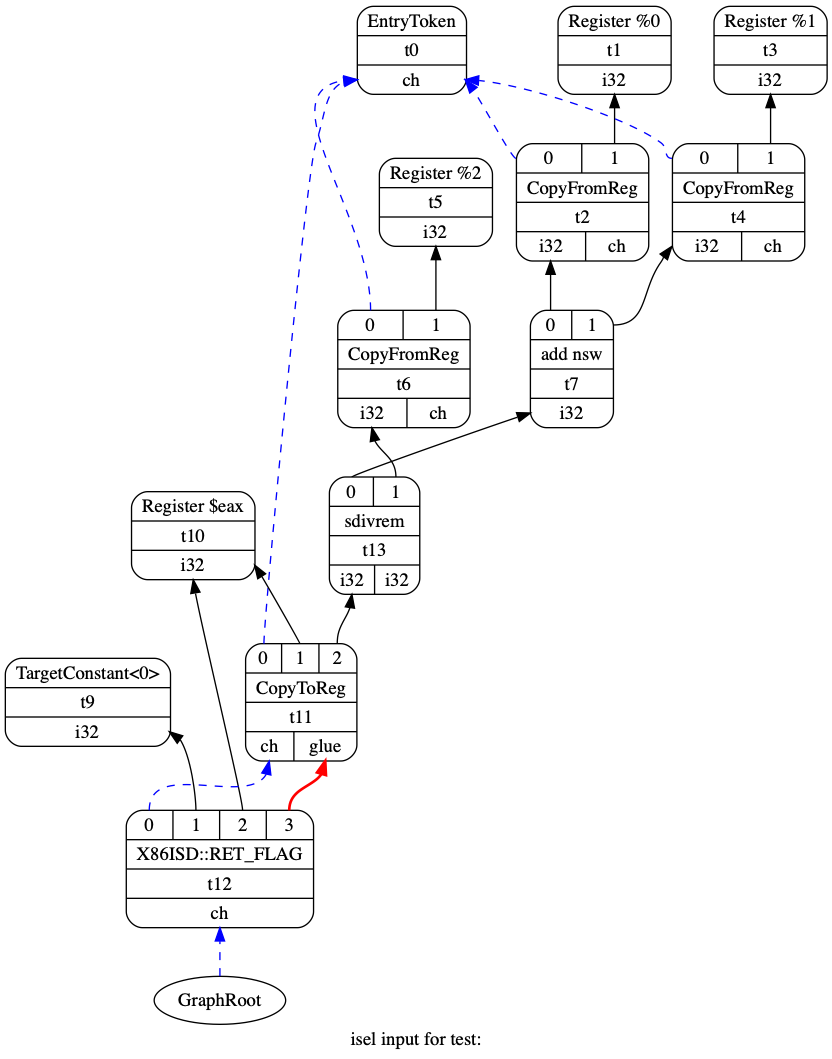 EntryToken
t0
ch
Register %0
t1
i32
Register %1
t3
i32
0 1
CopyFromReg
t2
i32 ch
0 1
CopyFromReg
t4
i32 ch
Register %2
t5
i32
0 1
CopyFromReg
t6
i32 ch
0 1
add nsw
t7
i32
0 1
sdivrem
t13
i32 i32
Register $eax
t10
i32
0 1 2
CopyToReg
t11
ch glue
TargetConstant<0>
t9
i32
0 1 2 3
X86ISD::RET_FLAG
t12
ch
GraphRoot
isel input for test: